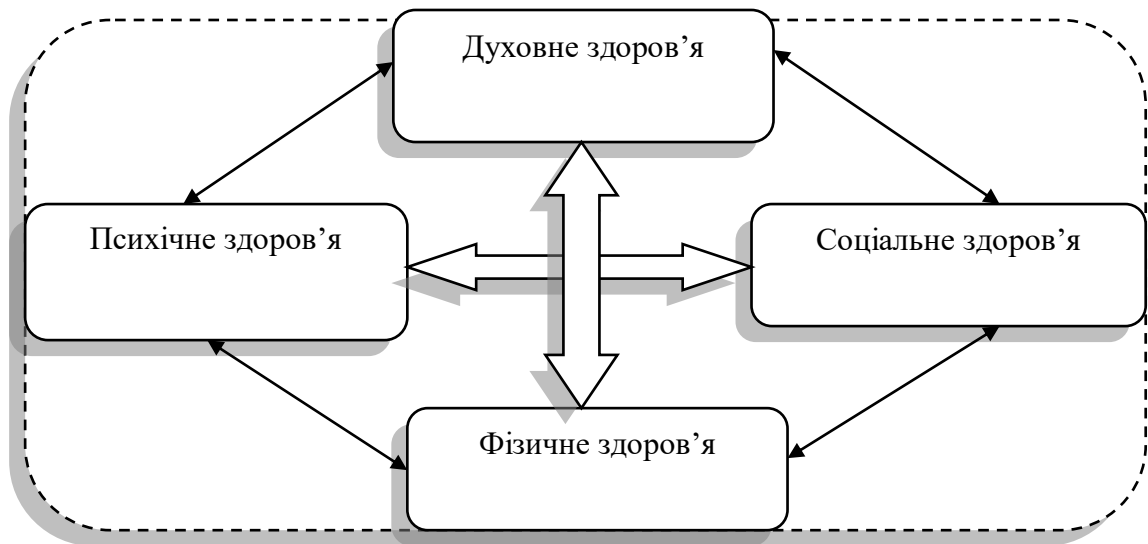 Духовне здоров’я
Психічне здоров’я
Соціальне здоров’я
Фізичне здоров’я